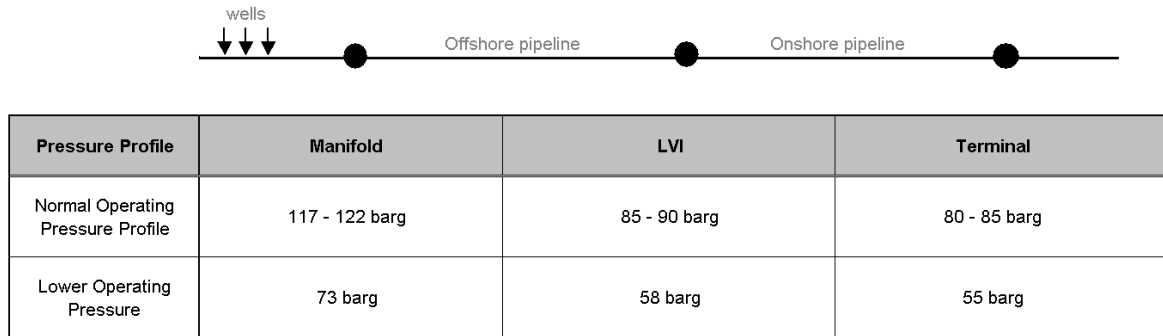 wells
Offshore pipeline
Onshore pipeline
Pressure Profile
Manifold
LVI
Terminal
Normal Operating
Pressure Profile
117 - 122 barg
85 - 90 barg
80 - 85 barg
Lower Operating
Pressure
73 barg
58 barg
55 barg